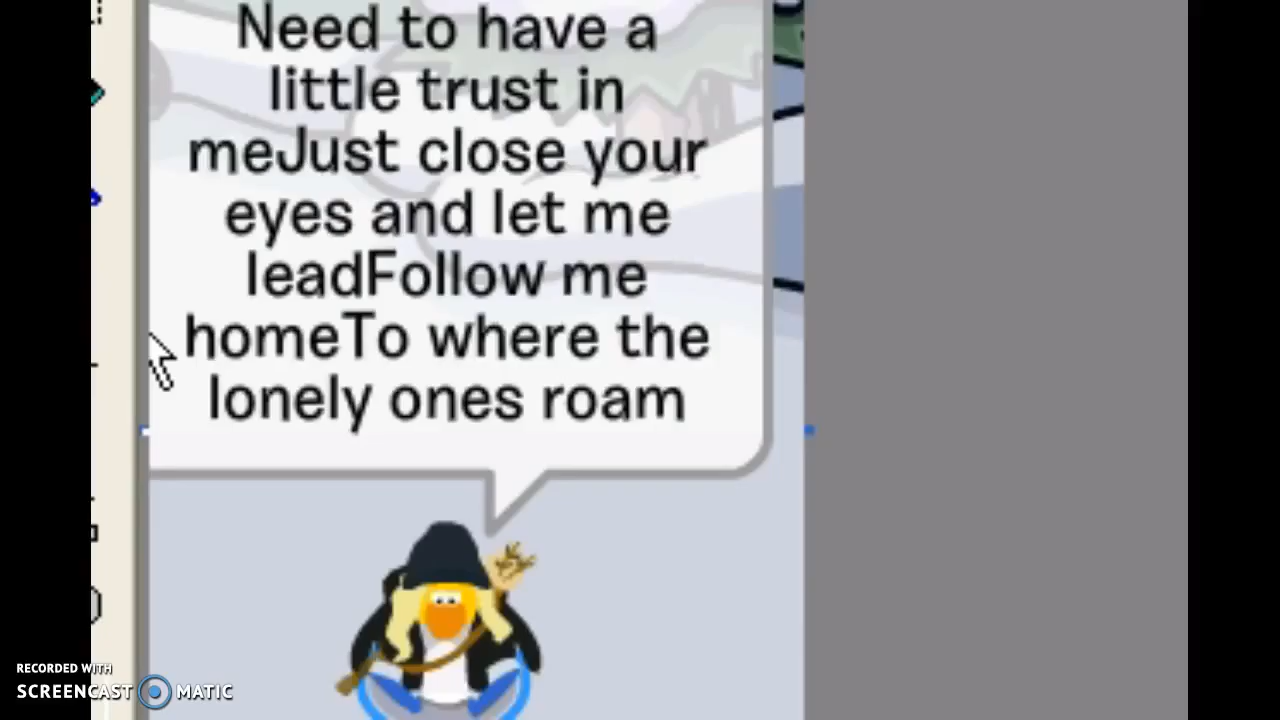 Need to have a
little trust in
meJust close your
eyes and let me
leadFollow me
homeTo where the
lonely ones roam
RECORDED WITH
SCREENCAST MATIC